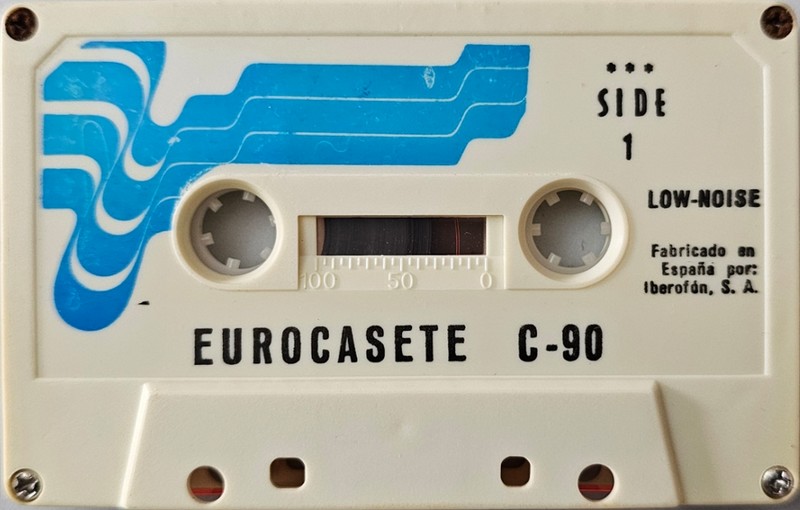 ***
SIDE
1
LOW-NOISE
Fabricado en
España por:
Iberofón, S. A.
100 50 0
EUROCASETE C-90